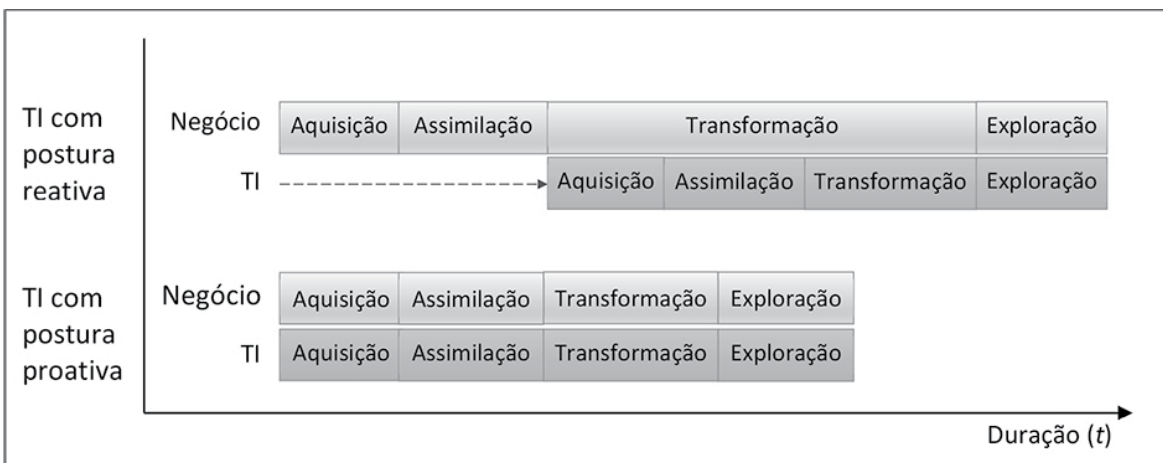 TI com
postura
reativa
Negócio
Aquisição
Assimilação
Transformação
Exploração
TI
Aquisição
Assimilação
Transformação
Exploração
TI com
postura
proativa
Negócio
Aquisição
Assimilação
Transformação
Exploração
TI
Aquisição
Assimilação
Transformação
Exploração
Duração (t)